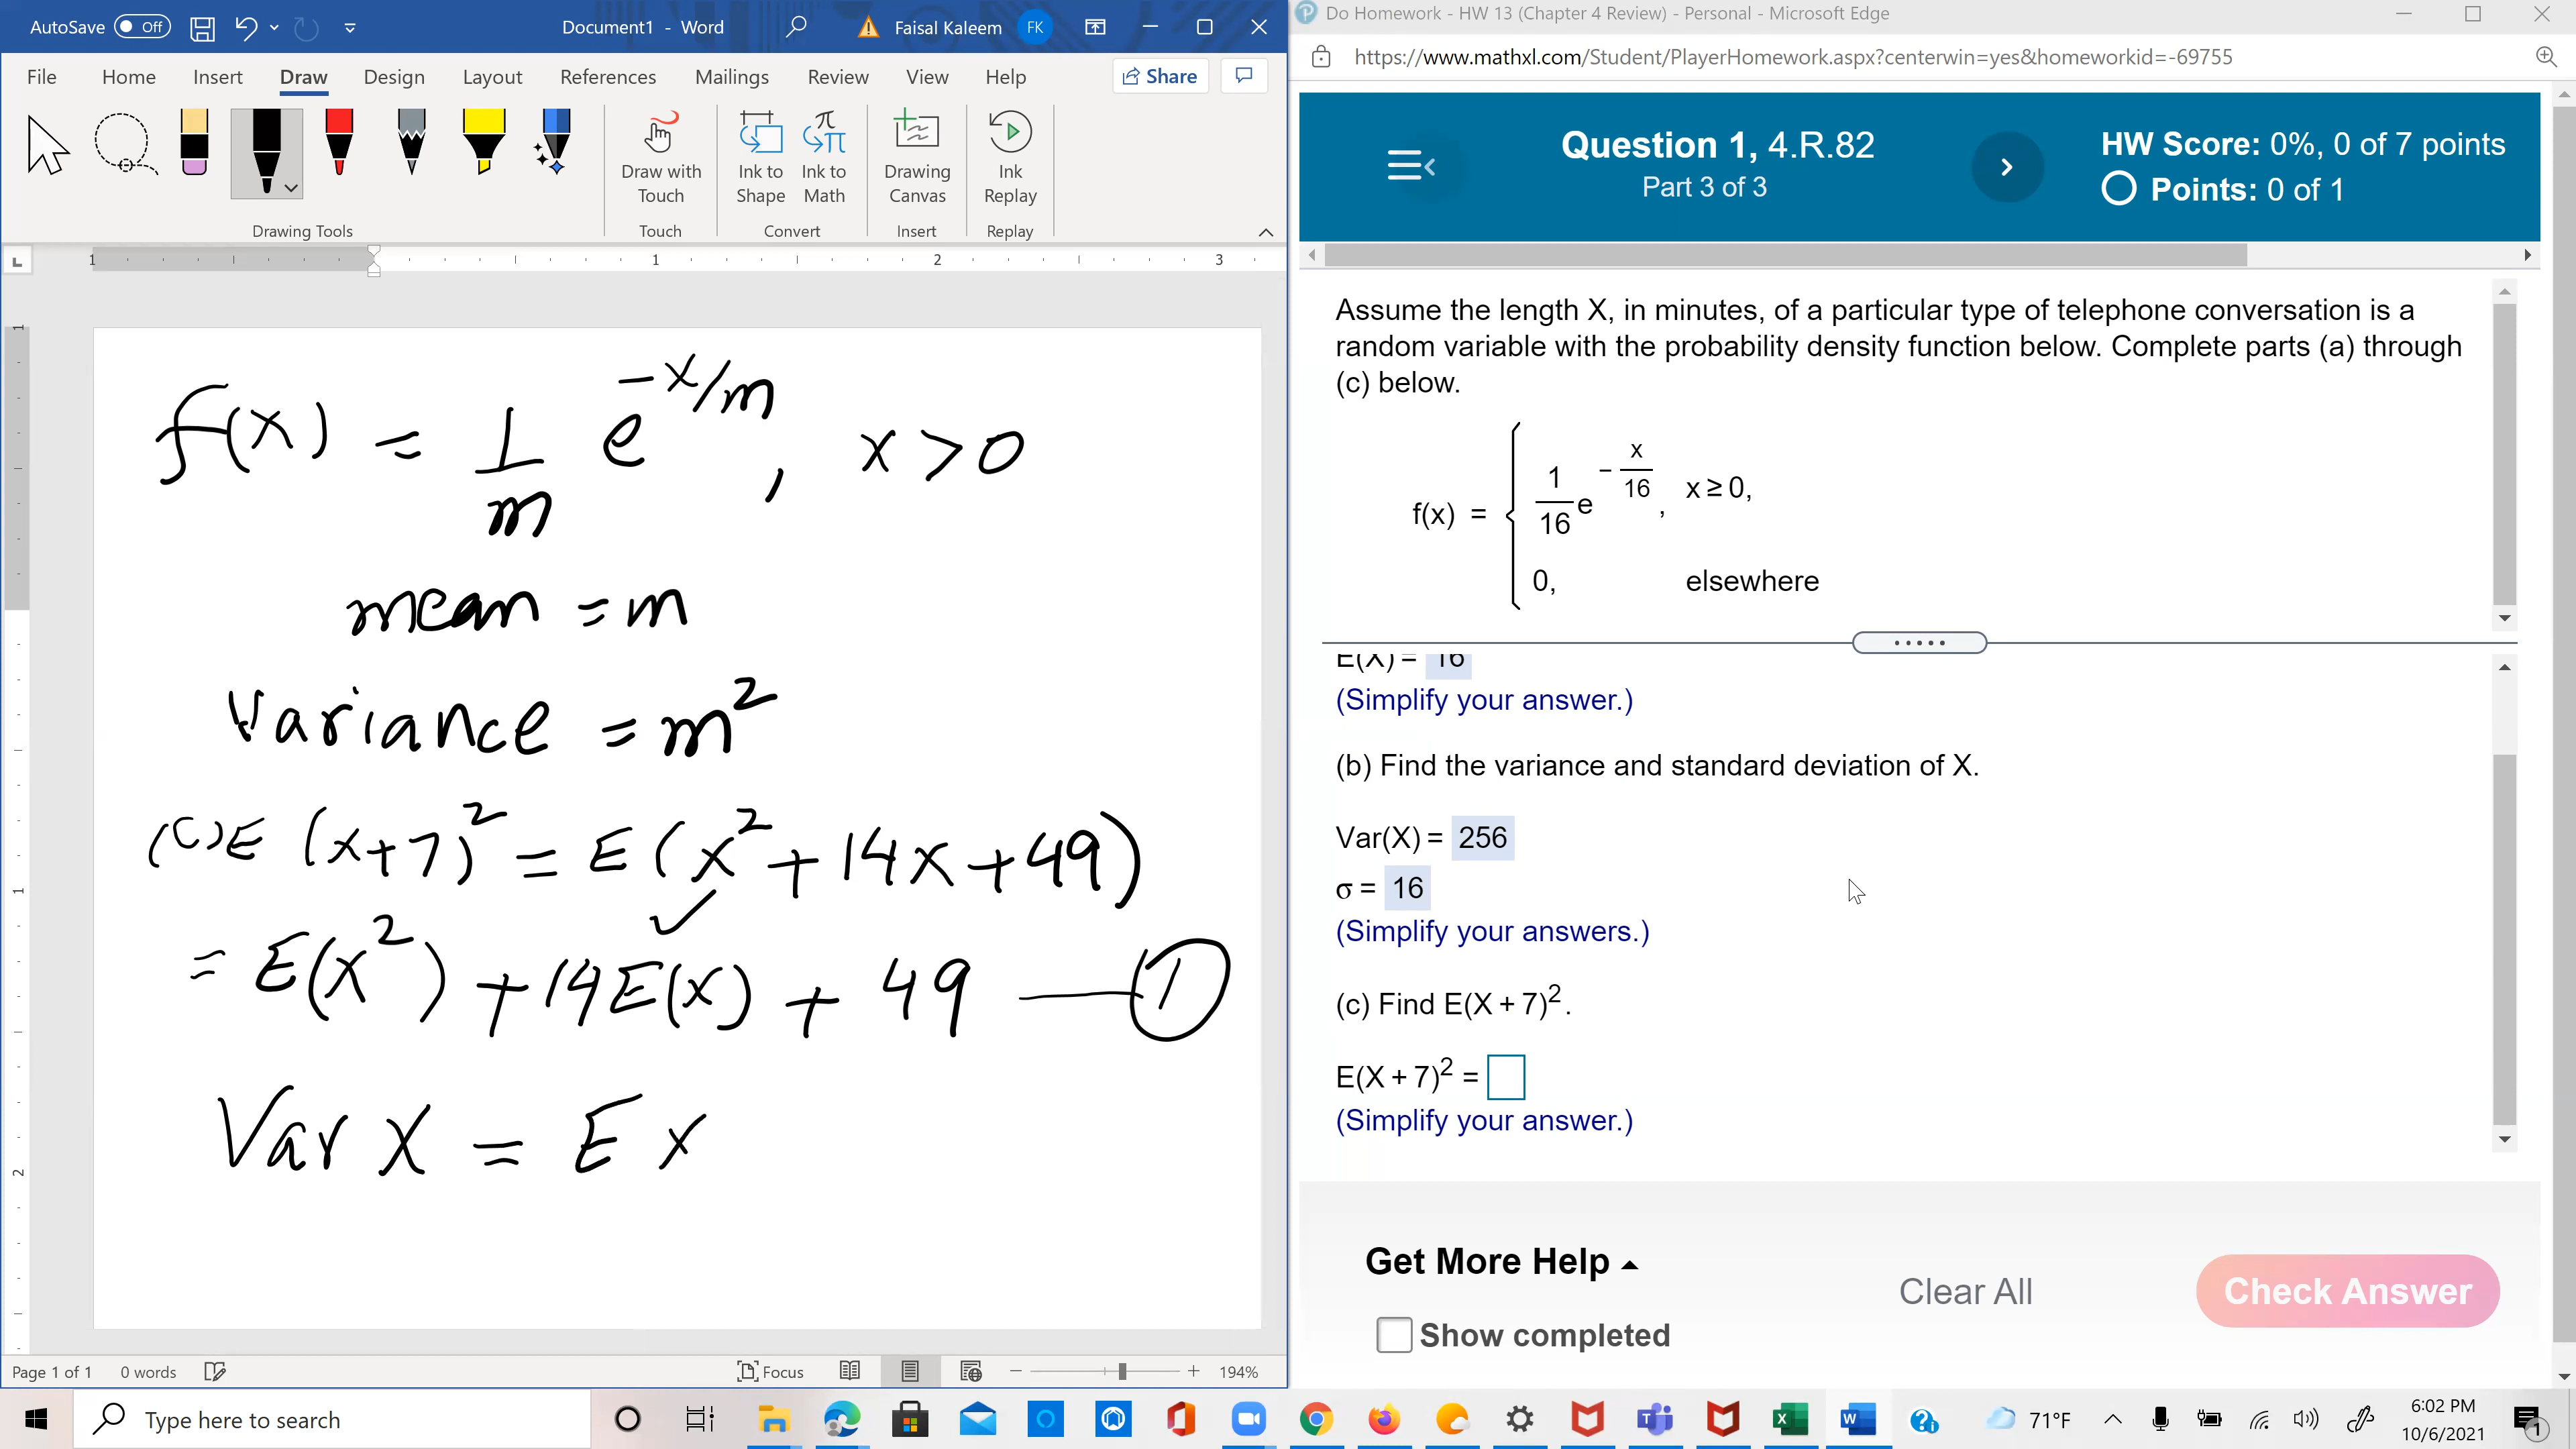 AutoSave Off Document1 - Word Faisal Kaleem FK
File Home Insert Draw Design Layout References Mailings Review View Help Share
Draw with Touch
Ink to Shape
Ink to Math
Drawing Canvas
Ink Replay
Drawing Tools Touch Convert Insert Replay
1 1 2 3
f(x) = 1/m e^{-x/m}, x > 0
mean = m
Variance = m²
(c) E (x+7)² = E(x² + 14x + 49)
= E(x²) + 14E(x) + 49 — 1
Var X = E x
Page 1 of 1 0 words Focus 194%
Do Homework - HW 13 (Chapter 4 Review) - Personal - Microsoft Edge
https://www.mathxl.com/Student/PlayerHomework.aspx?centerwin=yes&homeworkid=-69755
Question 1, 4.R.82
Part 3 of 3
HW Score: 0%, 0 of 7 points
Points: 0 of 1
Assume the length X, in minutes, of a particular type of telephone conversation is a
random variable with the probability density function below. Complete parts (a) through
(c) below.
f(x) = { 1/16 e^{-x/16}, x ≥ 0,
0, elsewhere
E(X) = 16
(Simplify your answer.)
(b) Find the variance and standard deviation of X.
Var(X) = 256
σ = 16
(Simplify your answers.)
(c) Find E(X + 7)².
E(X + 7)² =
(Simplify your answer.)
Get More Help
Clear All
Check Answer
Show completed
Type here to search
71°F
6:02 PM
10/6/2021
1